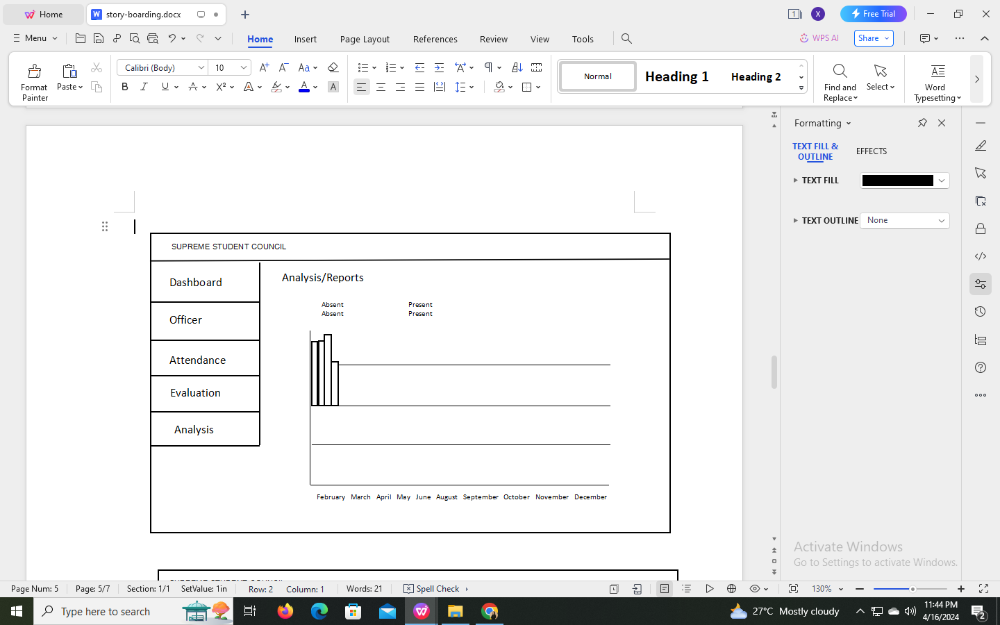 Home
story-boarding.docx
1
X
Free Trial
Menu
Home
Insert
Page Layout
References
Review
View
Tools
WPS AI
Share
Format
Painter
Paste
Calibri (Body)
10
Normal
Heading 1
Heading 2
Find and
Replace
Select
Word
Typesetting
Formatting
TEXT FILL &
OUTLINE
EFFECTS
TEXT FILL
TEXT OUTLINE
None
SUPREME STUDENT COUNCIL
Dashboard
Officer
Attendance
Evaluation
Analysis
Analysis/Reports
Absent Present
Absent Present
February March April May June August September October November December
Activate Windows
Go to Settings to activate Windows.
Page Num: 5
Page: 5/7
Section: 1/1
SetValue: 1in
Row: 2
Column: 1
Words: 21
Spell Check
130%
Type here to search
27°C Mostly cloudy
11:44 PM
4/16/2024
2